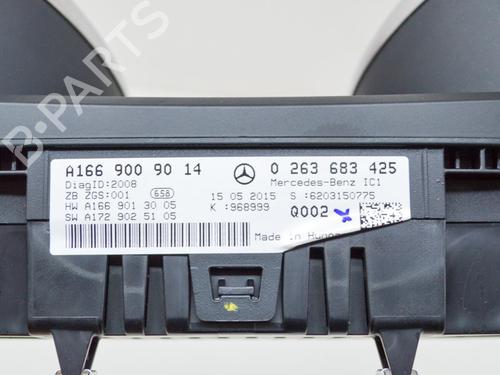 A166 900 90 14
0 263 683 425
DiagID:2008
Mercedes-Benz IC1
ZB ZGS:001
658
15 05 2015
S :6203150775
HW A166 901 30 05
K :968999
Q002
SW A172 902 51 05
Made in
B-PARTS